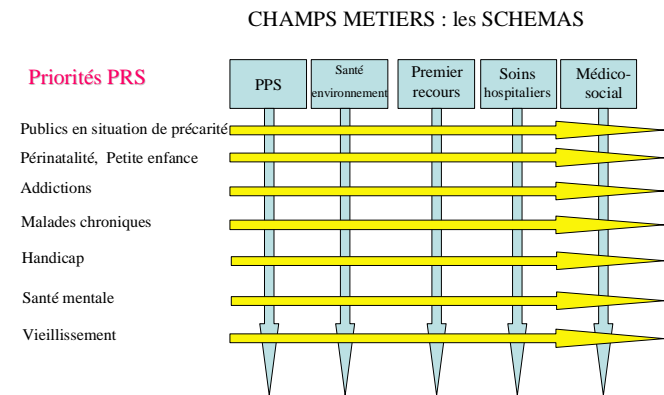 CHAMPS METIERS : les SCHEMAS
Priorités PRS
PPS
Santé
environnement
Premier
recours
Soins
hospitaliers
Médico-
social
Publics en situation de précarité
Périnatalité, Petite enfance
Addictions
Malades chroniques
Handicap
Santé mentale
Vieillissement